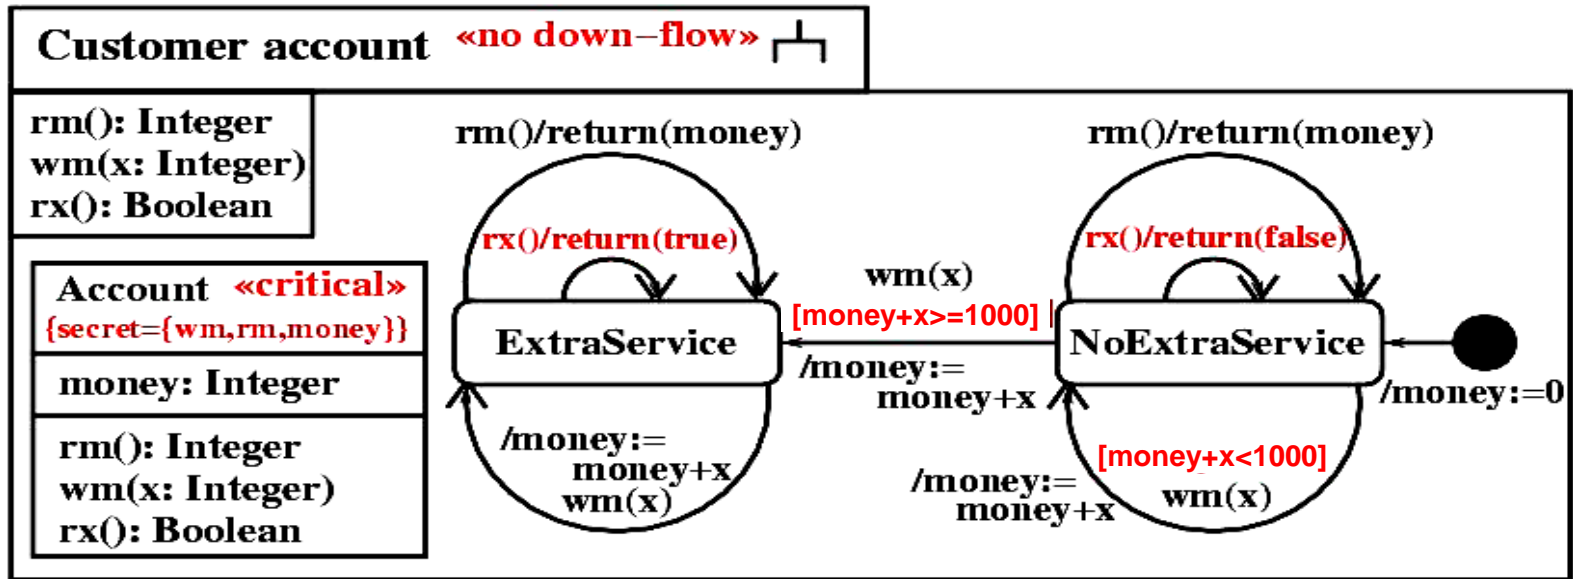 Customer account «no down−flow»
rm(): Integer
wm(x: Integer)
rx(): Boolean
Account «critical»
{secret={wm,rm,money}}
money: Integer
rm(): Integer
wm(x: Integer)
rx(): Boolean
rm()/return(money)
rx()/return(true)
ExtraService
/money:=
money+x
wm(x)
wm(x)
[money+x>=1000]
/money:=
money+x
rm()/return(money)
rx()/return(false)
NoExtraService
/money:=0
[money+x<1000]
/money:=
money+x
wm(x)